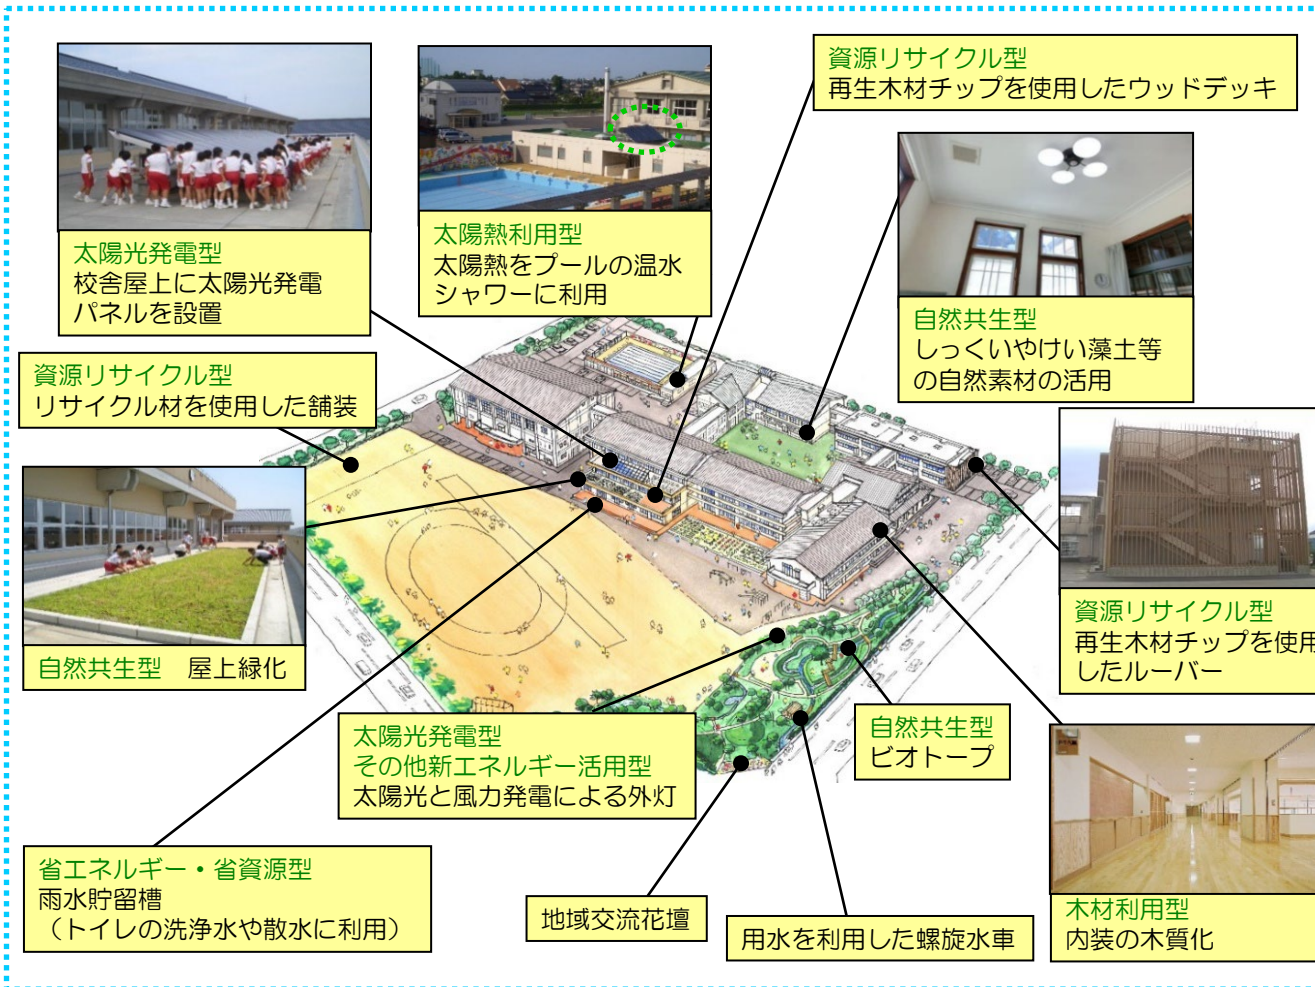 太陽光発電型
校舎屋上に太陽光発電
パネルを設置
太陽熱利用型
太陽熱をプールの温水
シャワーに利用
資源リサイクル型
再生木材チップを使用したウッドデッキ
自然共生型
しっくいやけい藻土等
の自然素材の活用
資源リサイクル型
リサイクル材を使用した舗装
自然共生型　屋上緑化
資源リサイクル型
再生木材チップを使用
したルーバー
太陽光発電型
その他新エネルギー活用型
太陽光と風力発電による外灯
自然共生型
ビオトープ
省エネルギー・省資源型
雨水貯留槽
（トイレの洗浄水や散水に利用）
地域交流花壇
用水を利用した螺旋水車
木材利用型
内装の木質化